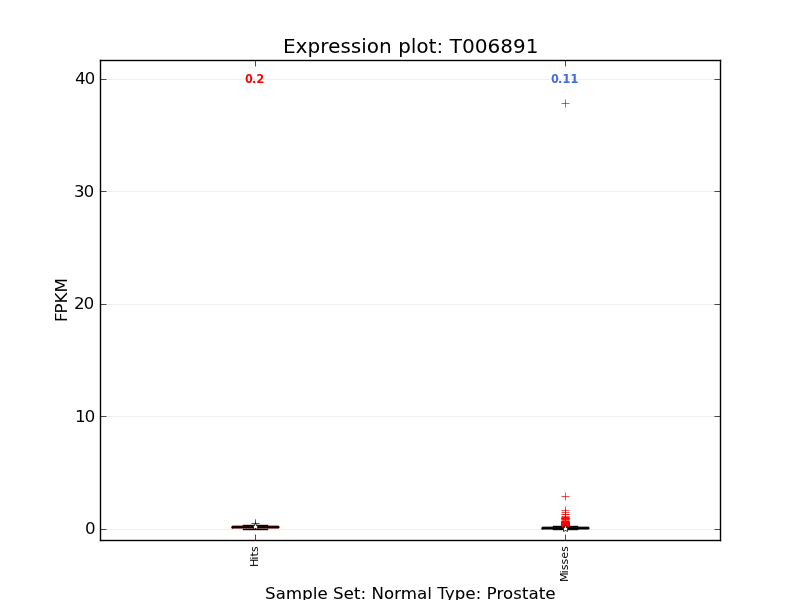 Expression plot: T006891
40
0.2
0.11
30
FPKM
20
10
0
Hits
Misses
Sample Set: Normal Type: Prostate